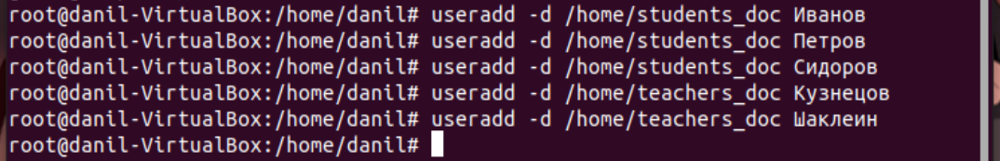 root@danil-VirtualBox:/home/danil# useradd -d /home/students_doc Иванов
root@danil-VirtualBox:/home/danil# useradd -d /home/students_doc Петров
root@danil-VirtualBox:/home/danil# useradd -d /home/students_doc Сидоров
root@danil-VirtualBox:/home/danil# useradd -d /home/teachers_doc Кузнецов
root@danil-VirtualBox:/home/danil# useradd -d /home/teachers_doc Шаклеин
root@danil-VirtualBox:/home/danil#